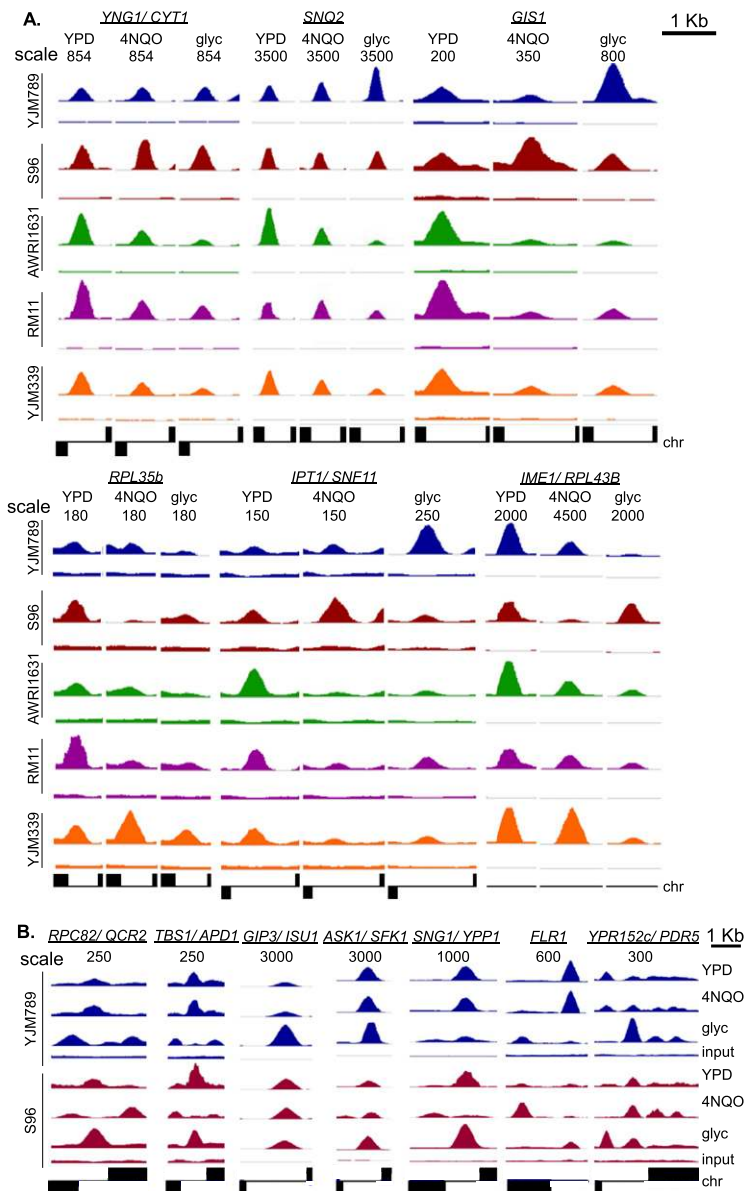 A.
YNG1/ CYT1 SNQ2 GIS1
1 Kb
YPD 4NQO glyc YPD 4NQO glyc YPD 4NQO glyc
scale 854 854 854 3500 3500 3500 200 350 800
YJM789
S96
AWRI1631
RM11
YJM339
chr
RPL35b IPT1/ SNF11 IME1/ RPL43B
YPD 4NQO glyc YPD 4NQO glyc YPD 4NQO glyc
scale 180 180 180 150 150 250 2000 4500 2000
YJM789
S96
AWRI1631
RM11
YJM339
chr
B.
RPC82/ QCR2 TBS1/ APD1 GIP3/ ISU1 ASK1/ SFK1 SNG1/ YPP1 FLR1 YPR152c/ PDR5 1 Kb
scale 250 250 3000 3000 1000 600 300
YJM789
YPD
4NQO
glyc
input
S96
YPD
4NQO
glyc
input
chr